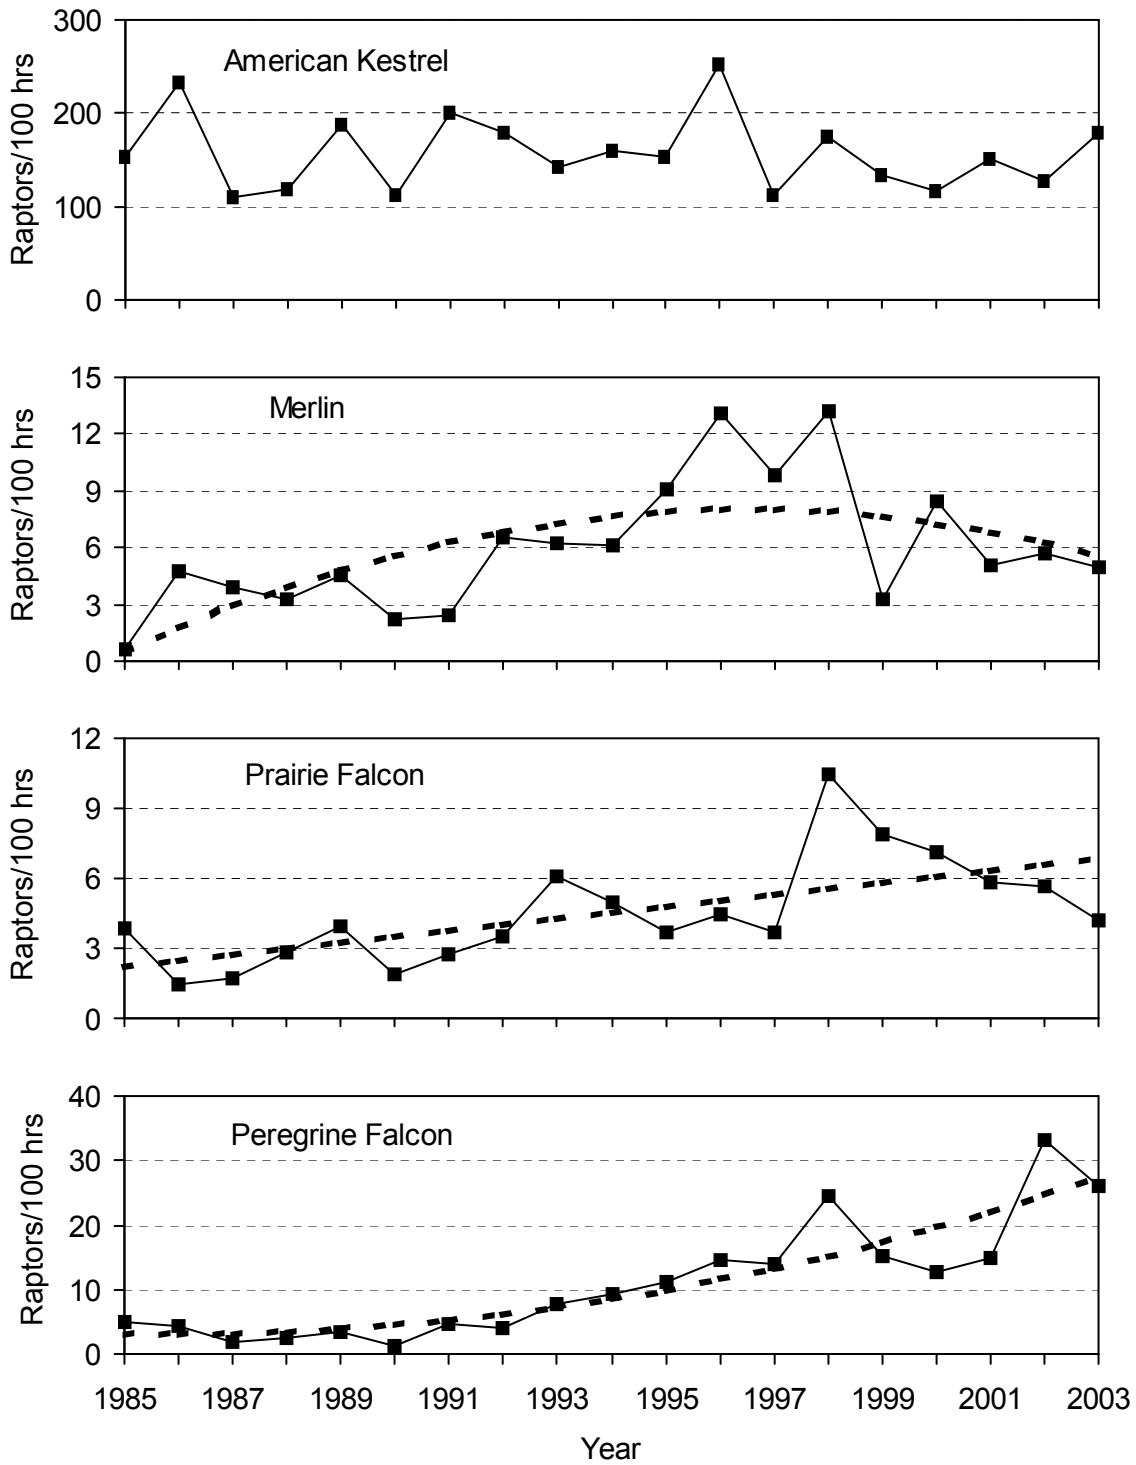 300
American Kestrel
200
100
0
Raptors/100 hrs
15
Merlin
12
9
6
3
0
Raptors/100 hrs
12
Prairie Falcon
9
6
3
0
Raptors/100 hrs
40
Peregrine Falcon
30
20
10
0
Raptors/100 hrs
1985 1987 1989 1991 1993 1995 1997 1999 2001 2003
Year